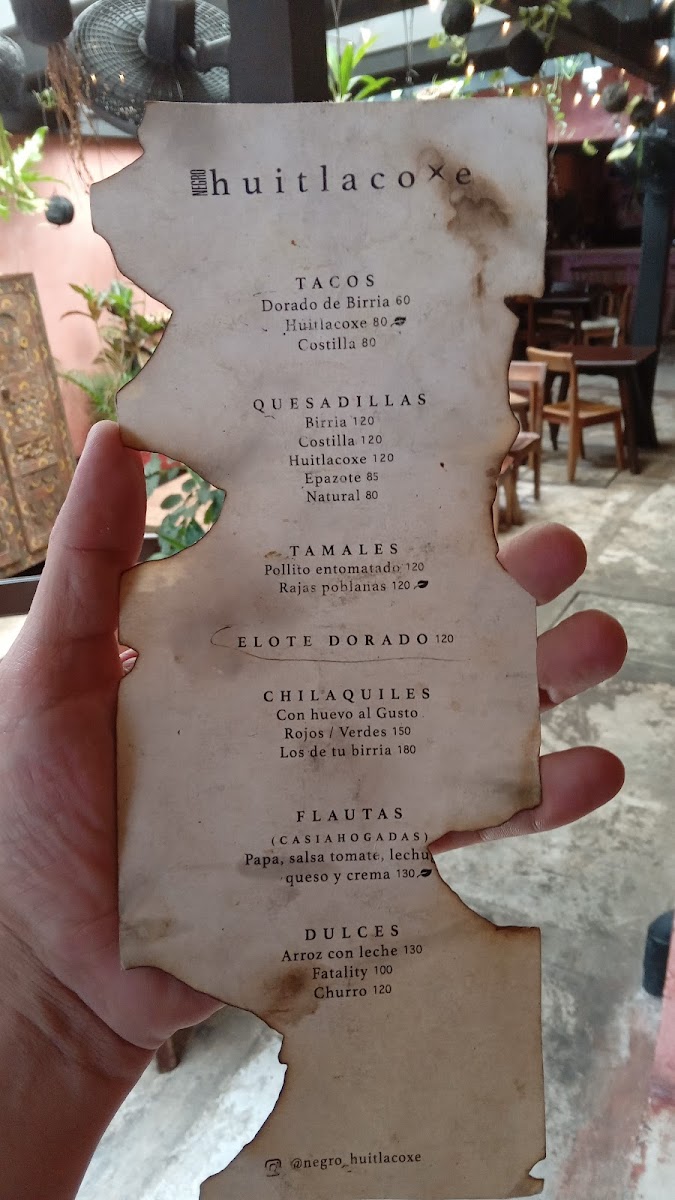 NEGRO huitlacoxe
TACOS
Dorado de Birria 60
Huitlacoxe 80
Costilla 80
QUESADILLAS
Birria 120
Costilla 120
Huitlacoxe 120
Epazote 85
Natural 80
TAMALES
Pollito entomatado 120
Rajas poblanas 120
ELOTE DORADO 120
CHILAQUILES
Con huevo al Gusto
Rojos / Verdes 150
Los de tu birria 180
FLAUTAS
(CASIAHOGADAS)
Papa, salsa tomate, lechu
queso y crema 130
DULCES
Arroz con leche 130
Fatality 100
Churro 120
@negro_huitlacoxe